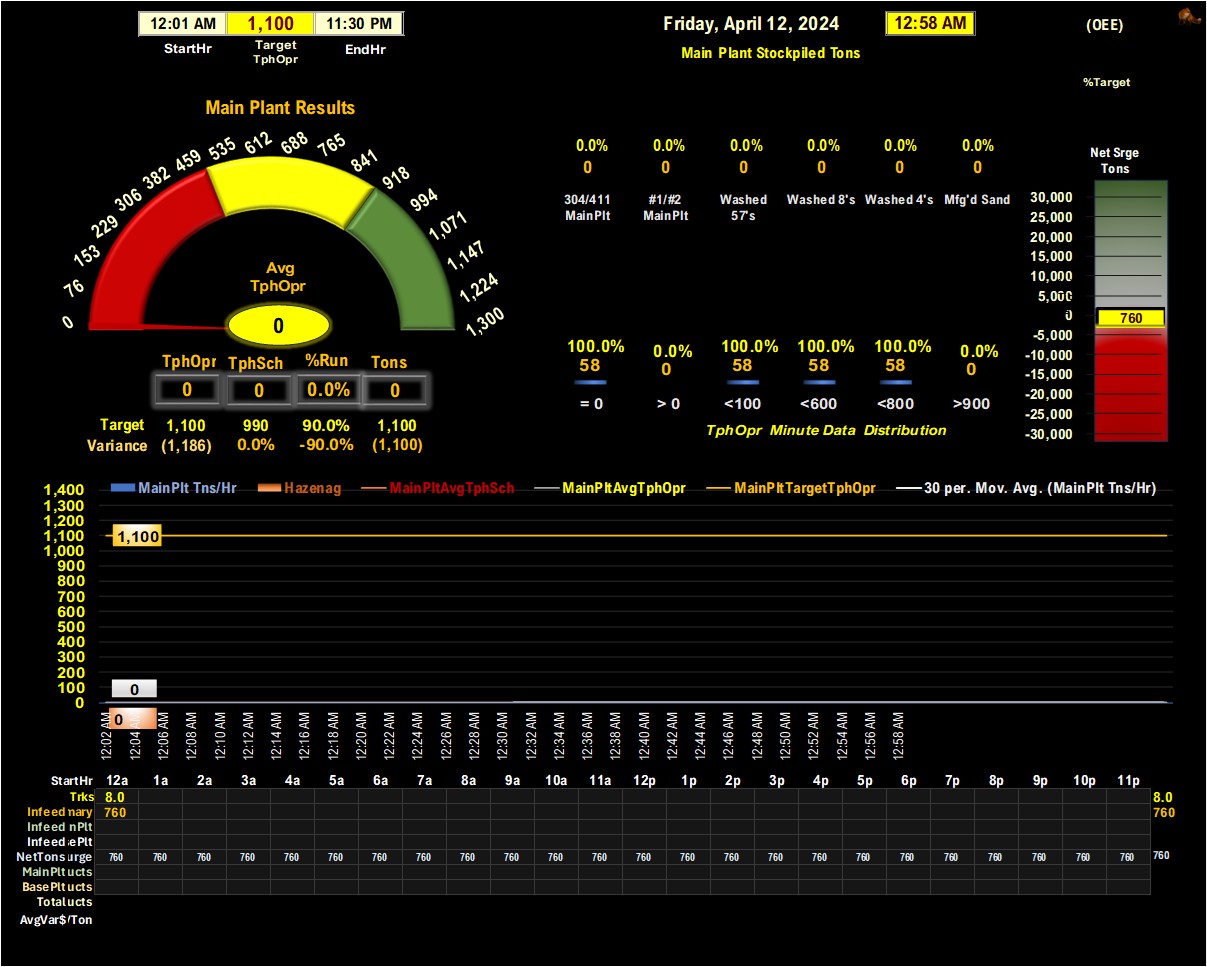 12:01 AM 1,100 11:30 PM
StartHr Target TphOpr EndHr
Friday, April 12, 2024 12:58 AM (OEE)
Main Plant Stockpiled Tons
%Target
Main Plant Results
0 76 153 229 306 382 459 535 612 688 765 841 918 994 1,071 1,147 1,224 1,300
Avg
TphOpr
0
TphOpr TphSch %Run Tons
0 0 0.0% 0
Target 1,100 990 90.0% 1,100
Variance (1,186) 0.0% -90.0% (1,100)
0.0% 0.0% 0.0% 0.0% 0.0% 0.0%
0 0 0 0 0 0
304/411 #1/#2 Washed Washed 8's Washed 4's Mfg'd Sand
MainPlt MainPlt 57's
100.0% 0.0% 100.0% 100.0% 100.0% 0.0%
58 0 58 58 58 0
= 0 > 0 <100 <600 <800 >900
TphOpr Minute Data Distribution
Net Srge
Tons
30,000
25,000
20,000
15,000
10,000
5,000
0
760
-5,000
-10,000
-15,000
-20,000
-25,000
-30,000
MainPlt Tns/Hr Hazenag MainPltAvgTphSch MainPltAvgTphOpr MainPltTargetTphOpr 30 per. Mov. Avg. (MainPlt Tns/Hr)
1,400
1,300
1,200
1,100 1,100
1,000
900
800
700
600
500
400
300
200
100 0
0
0
12:02 AM 12:04 AM 12:06 AM 12:08 AM 12:10 AM 12:12 AM 12:14 AM 12:16 AM 12:18 AM 12:20 AM 12:22 AM 12:24 AM 12:26 AM 12:28 AM 12:30 AM 12:32 AM 12:34 AM 12:36 AM 12:38 AM 12:40 AM 12:42 AM 12:44 AM 12:46 AM 12:48 AM 12:50 AM 12:52 AM 12:54 AM 12:56 AM 12:58 AM
StartHr 12a 1a 2a 3a 4a 5a 6a 7a 8a 9a 10a 11a 12p 1p 2p 3p 4p 5p 6p 7p 8p 9p 10p 11p
Trks 8.0 8.0
Infeed mary 760 760
Infeed nPlt
Infeed ePlt
NetTons urge 760 760 760 760 760 760 760 760 760 760 760 760 760 760 760 760 760 760 760 760 760 760 760 760 760
MainPlt ucts
BasePlt ucts
Total ucts
AvgVar$/Ton